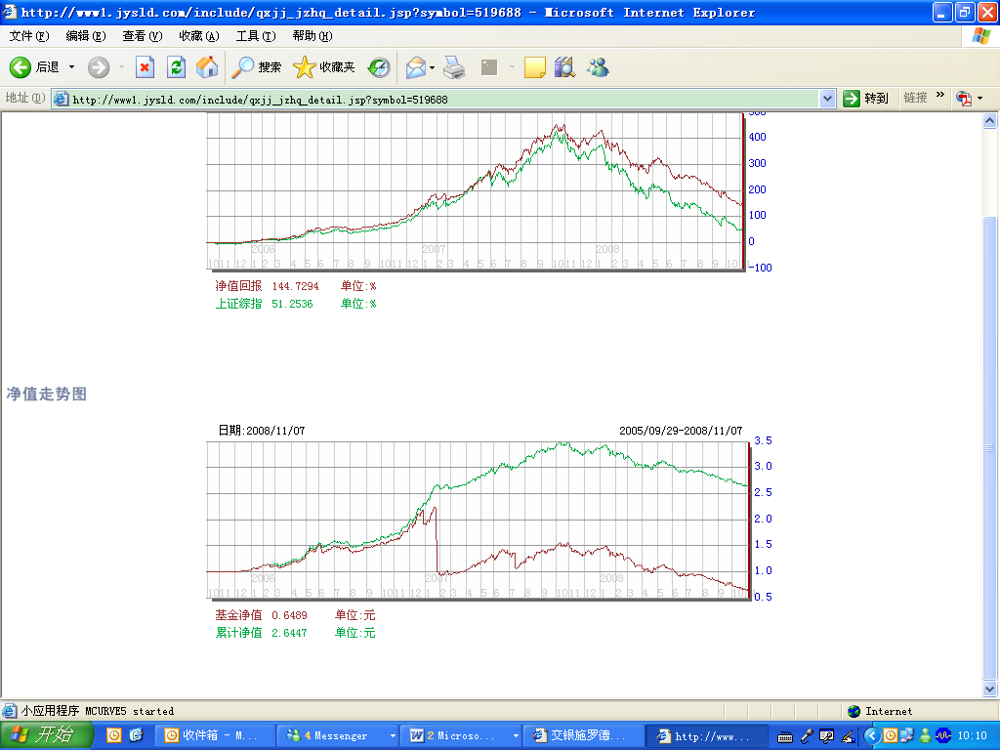 http://www1.jysld.com/include/qxjj_jzhq_detail.jsp?symbol=519688 - Microsoft Internet Explorer
文件(F) 编辑(E) 查看(V) 收藏(A) 工具(T) 帮助(H)
后退 搜索 收藏夹
地址(D) http://www1.jysld.com/include/qxjj_jzhq_detail.jsp?symbol=519688 转到 链接 »
400
300
200
100
0
-100
2006 2007 2008
10 11 12 1 2 3 4 5 6 7 8 9 10 11 12 1 2 3 4 5 6 7 8 9 10 11 12 1 2 3 4 5 6 7 8 9 10
净值回报 144.7294 单位:%
上证综指 51.2536 单位:%
净值走势图
日期:2008/11/07 2005/09/29-2008/11/07
3.5
3.0
2.5
2.0
1.5
1.0
0.5
2006 2007 2008
10 11 12 1 2 3 4 5 6 7 8 9 10 11 12 1 2 3 4 5 6 7 8 9 10 11 12 1 2 3 4 5 6 7 8 9 10
基金净值 0.6489 单位:元
累计净值 2.6447 单位:元
小应用程序 MCURVE5 started Internet
开始 收件箱 - M... 4 Messenger 2 Microso... 交银施罗德... http://www... 10:10